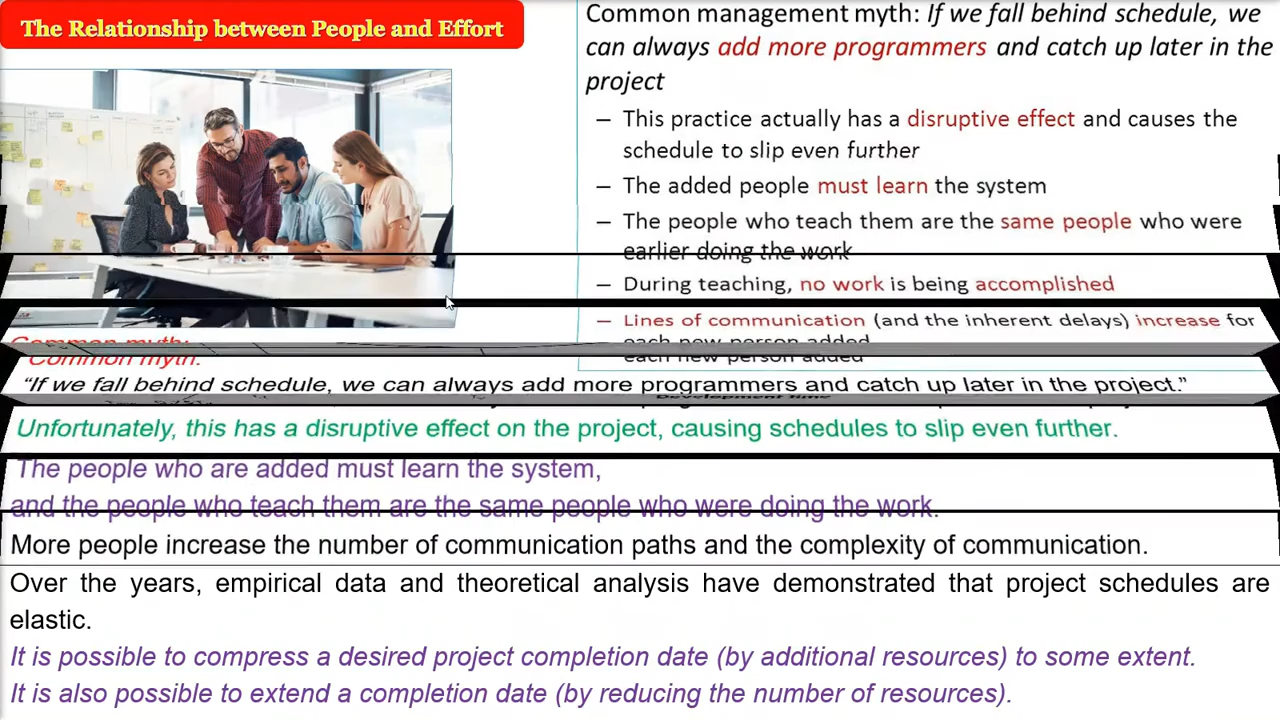 The Relationship between People and Effort
Common management myth: If we fall behind schedule, we
can always add more programmers and catch up later in the
project
– This practice actually has a disruptive effect and causes the
schedule to slip even further
– The added people must learn the system
– The people who teach them are the same people who were
earlier doing the work
– During teaching, no work is being accomplished
– Lines of communication (and the inherent delays) increase for
each new person added
each new person added
Common myth:
Common myth:
“If we fall behind schedule, we can always add more programmers and catch up later in the project.”
Development time
Unfortunately, this has a disruptive effect on the project, causing schedules to slip even further.
The people who are added must learn the system,
and the people who teach them are the same people who were doing the work.
More people increase the number of communication paths and the complexity of communication.
Over the years, empirical data and theoretical analysis have demonstrated that project schedules are
elastic.
It is possible to compress a desired project completion date (by additional resources) to some extent.
It is also possible to extend a completion date (by reducing the number of resources).